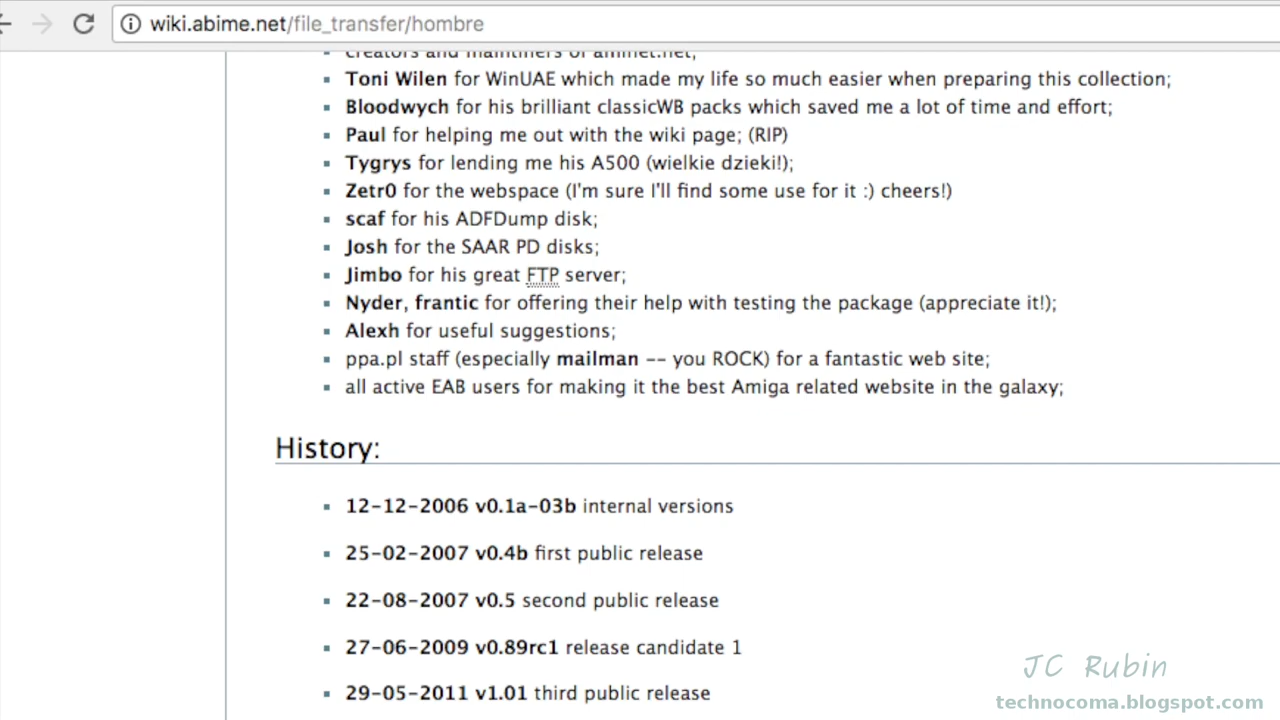 wiki.abime.net/file_transfer/hombre
creators and maintiners of aminet.net;
Toni Wilen for WinUAE which made my life so much easier when preparing this collection;
Bloodwych for his brilliant classicWB packs which saved me a lot of time and effort;
Paul for helping me out with the wiki page; (RIP)
Tygrys for lending me his A500 (wielkie dzieki!);
Zetr0 for the webspace (I'm sure I'll find some use for it :) cheers!)
scaf for his ADFDump disk;
Josh for the SAAR PD disks;
Jimbo for his great FTP server;
Nyder, frantic for offering their help with testing the package (appreciate it!);
Alexh for useful suggestions;
ppa.pl staff (especially mailman -- you ROCK) for a fantastic web site;
all active EAB users for making it the best Amiga related website in the galaxy;
History:
12-12-2006 v0.1a-03b internal versions
25-02-2007 v0.4b first public release
22-08-2007 v0.5 second public release
27-06-2009 v0.89rc1 release candidate 1
29-05-2011 v1.01 third public release
JC Rubin
technocoma.blogspot.com